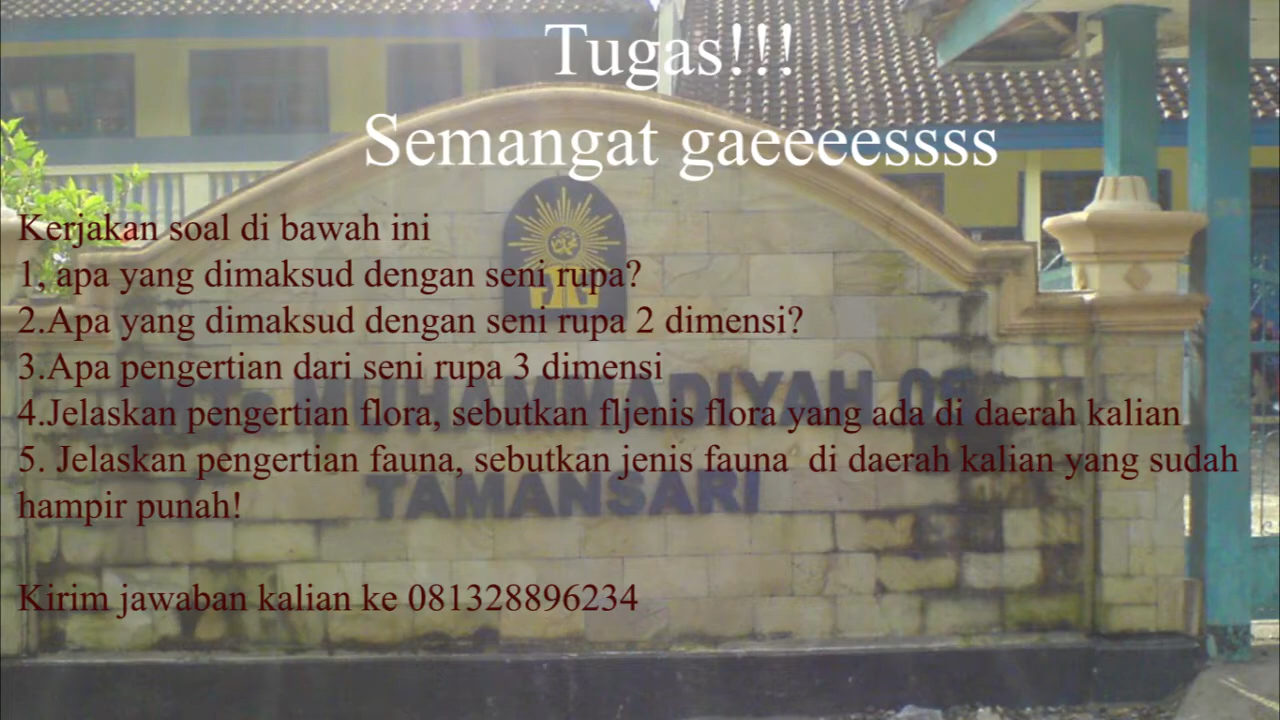 Tugas!!!
Semangat gaeeeessss
Kerjakan soal di bawah ini
1, apa yang dimaksud dengan seni rupa?
2.Apa yang dimaksud dengan seni rupa 2 dimensi?
3.Apa pengertian dari seni rupa 3 dimensi
4.Jelaskan pengertian flora, sebutkan fljenis flora yang ada di daerah kalian
5. Jelaskan pengertian fauna, sebutkan jenis fauna  di daerah kalian yang sudah
hampir punah!
Kirim jawaban kalian ke 081328896234
MTs MUHAMMADIYAH
TAMANSARI